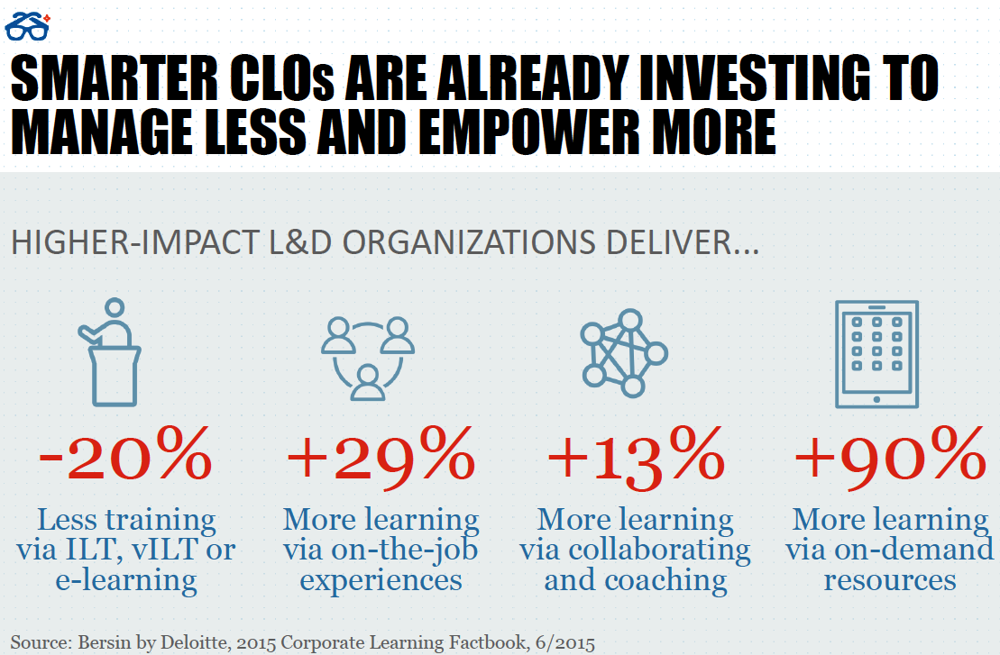 SMARTER CLOs ARE ALREADY INVESTING TO
MANAGE LESS AND EMPOWER MORE
HIGHER-IMPACT L&D ORGANIZATIONS DELIVER...
-20%
Less training
via ILT, vILT or
e-learning
+29%
More learning
via on-the-job
experiences
+13%
More learning
via collaborating
and coaching
+90%
More learning
via on-demand
resources
Source: Bersin by Deloitte, 2015 Corporate Learning Factbook, 6/2015